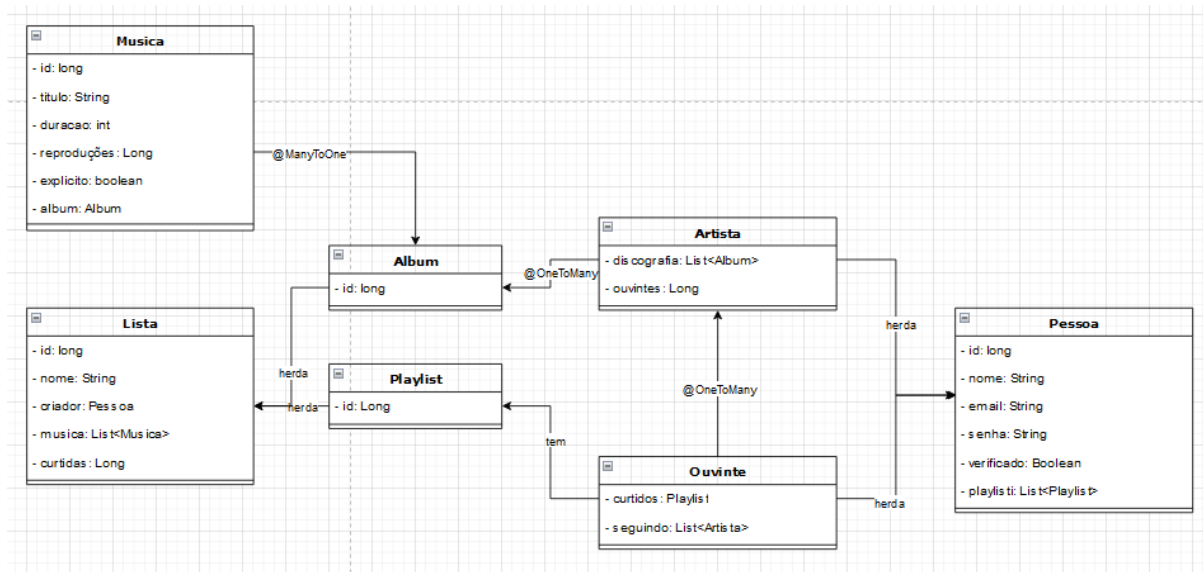 Musica
- id: long
- titulo: String
- duracao: int
- reproduções: Long
- explicito: boolean
- album: Album
@ManyToOne
Album
- id: long
Artista
- discografia: List<Album>
- ouvintes: Long
@OneToMany
Lista
- id: long
- nome: String
- criador: Pessoa
- musica: List<Musica>
- curtidas: Long
herda
herda
Playlist
- id: Long
tem
@OneToMany
Ouvinte
- curtidos: Playlist
- seguindo: List<Artista>
herda
herda
Pessoa
- id: long
- nome: String
- email: String
- senha: String
- verificado: Boolean
- playlisti: List<Playlist>